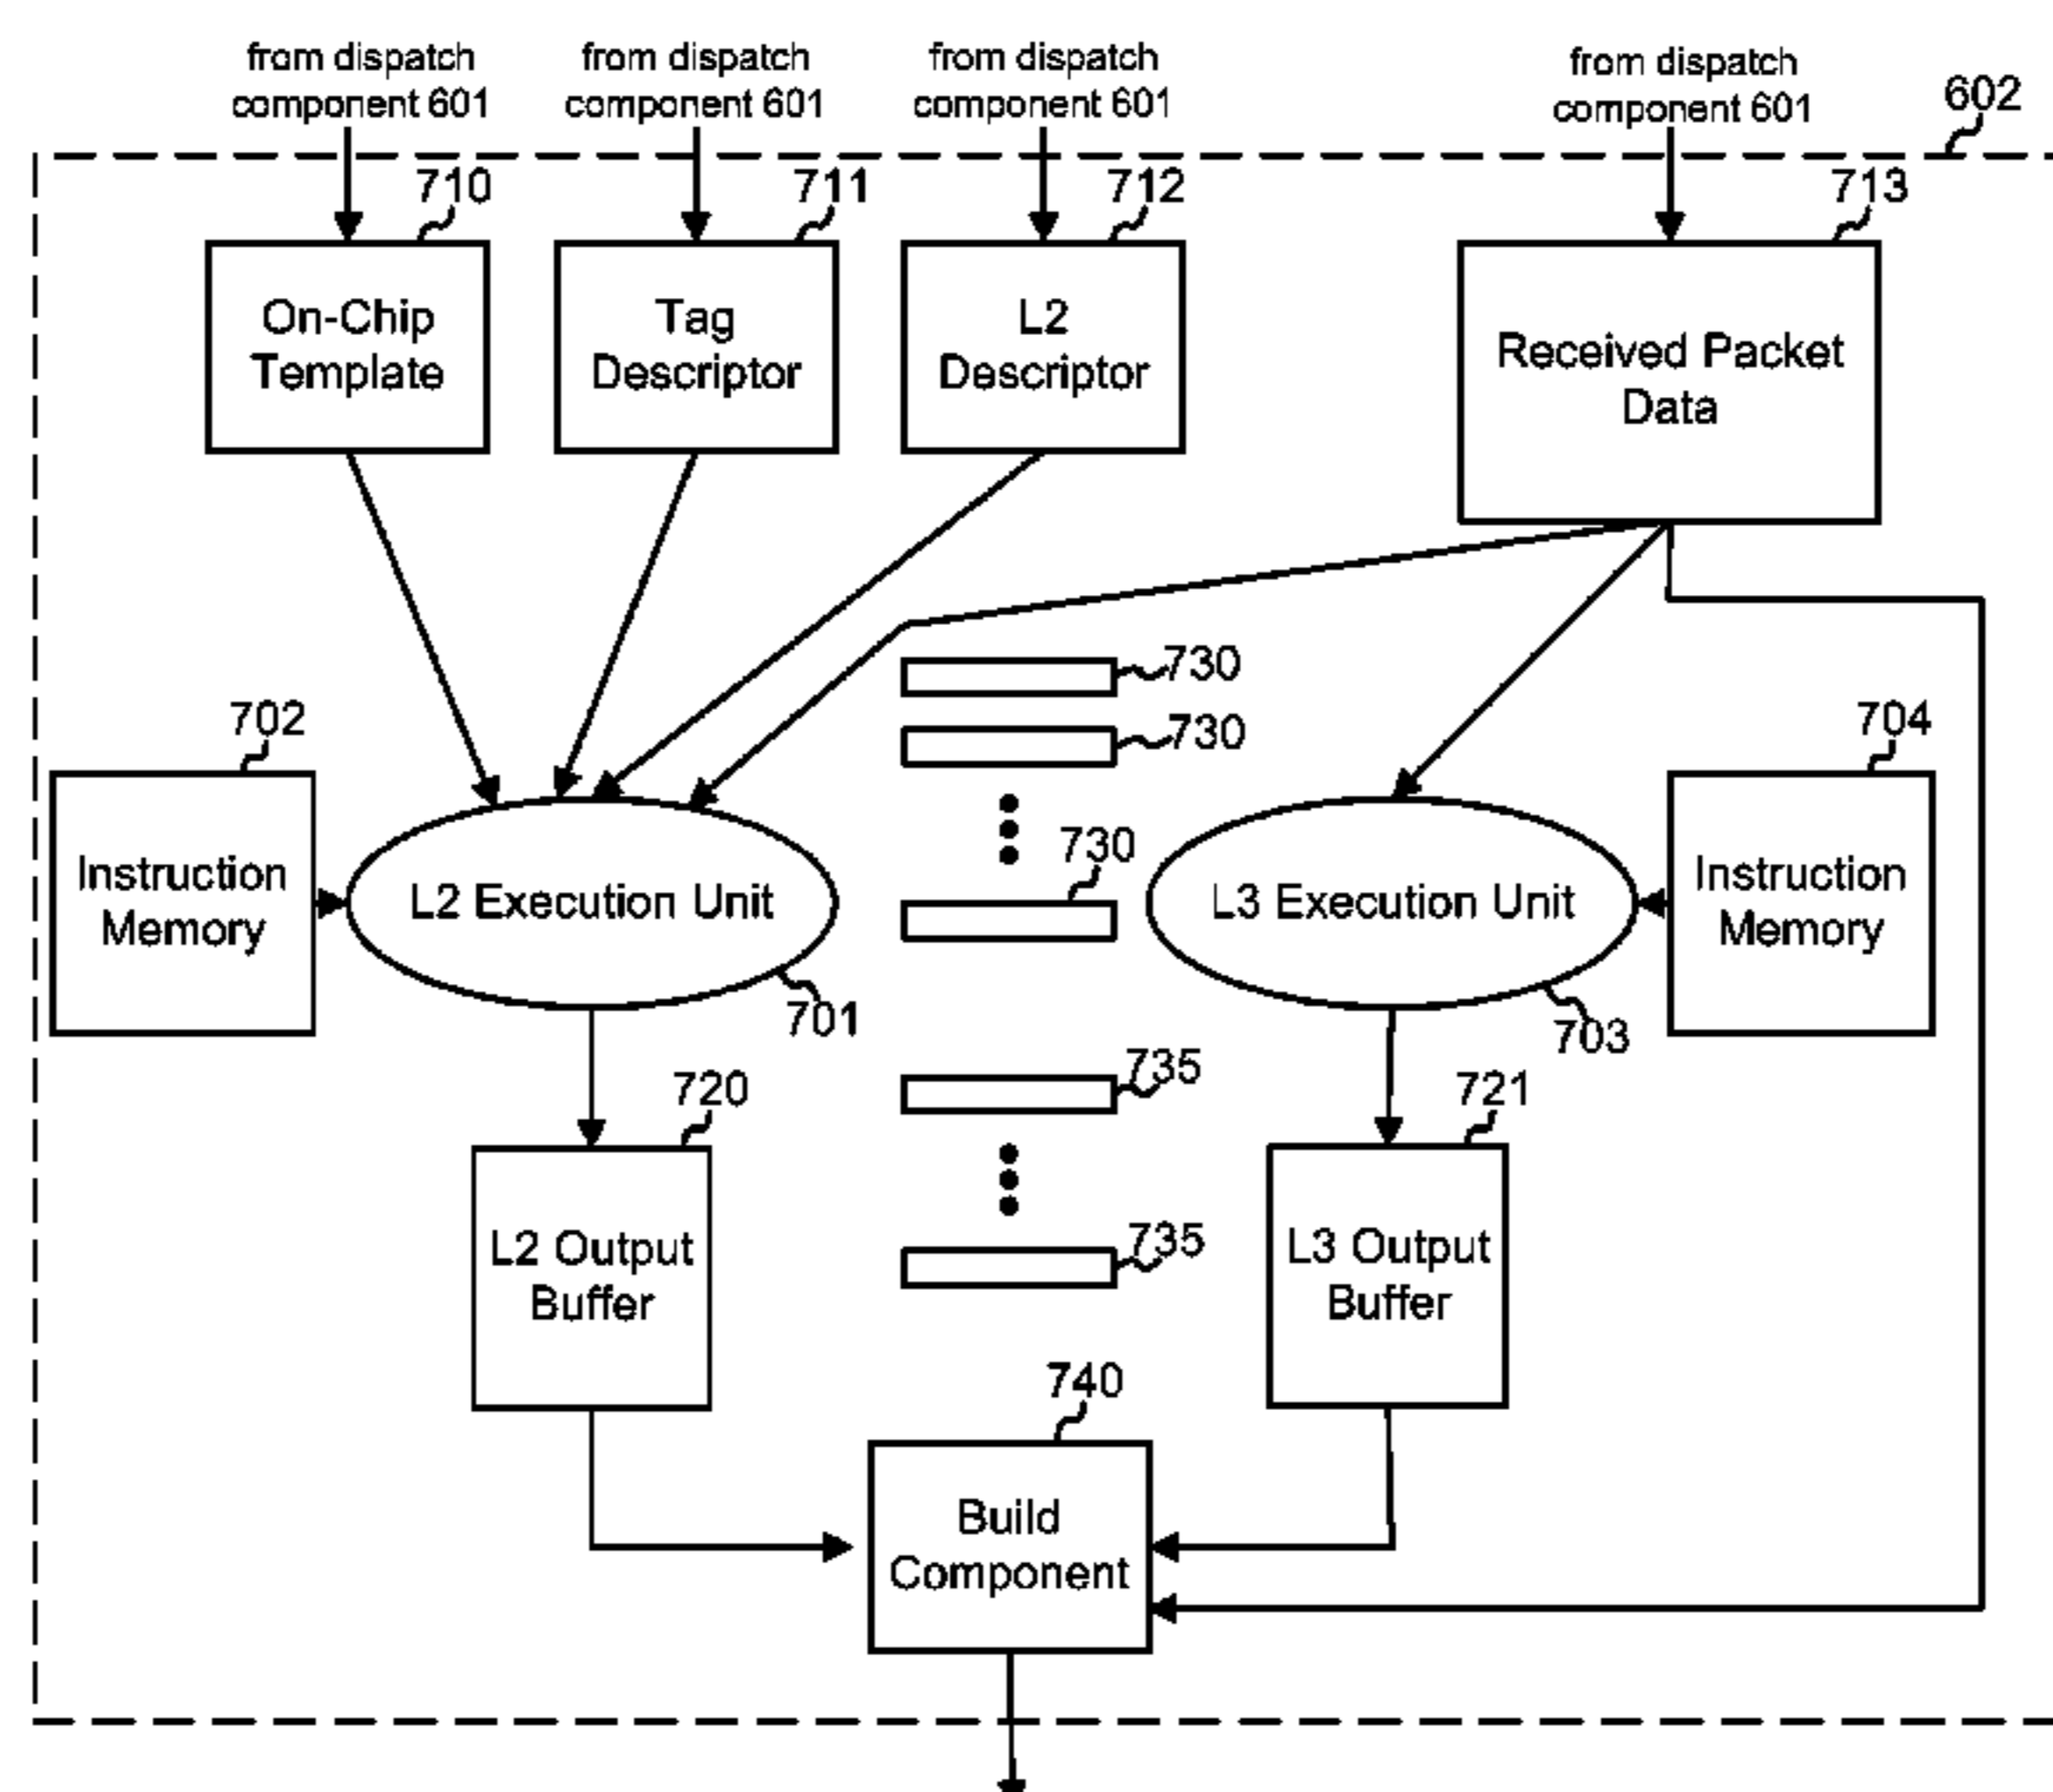 from dispatch
component 601
from dispatch
component 601
from dispatch
component 601
from dispatch
component 601
602
710
711
712
713
On-Chip
Template
Tag
Descriptor
L2
Descriptor
Received Packet
Data
730
730
730
702
704
Instruction
Memory
L2 Execution Unit
L3 Execution Unit
Instruction
Memory
701
703
735
720
721
L2 Output
Buffer
735
L3 Output
Buffer
740
Build
Component